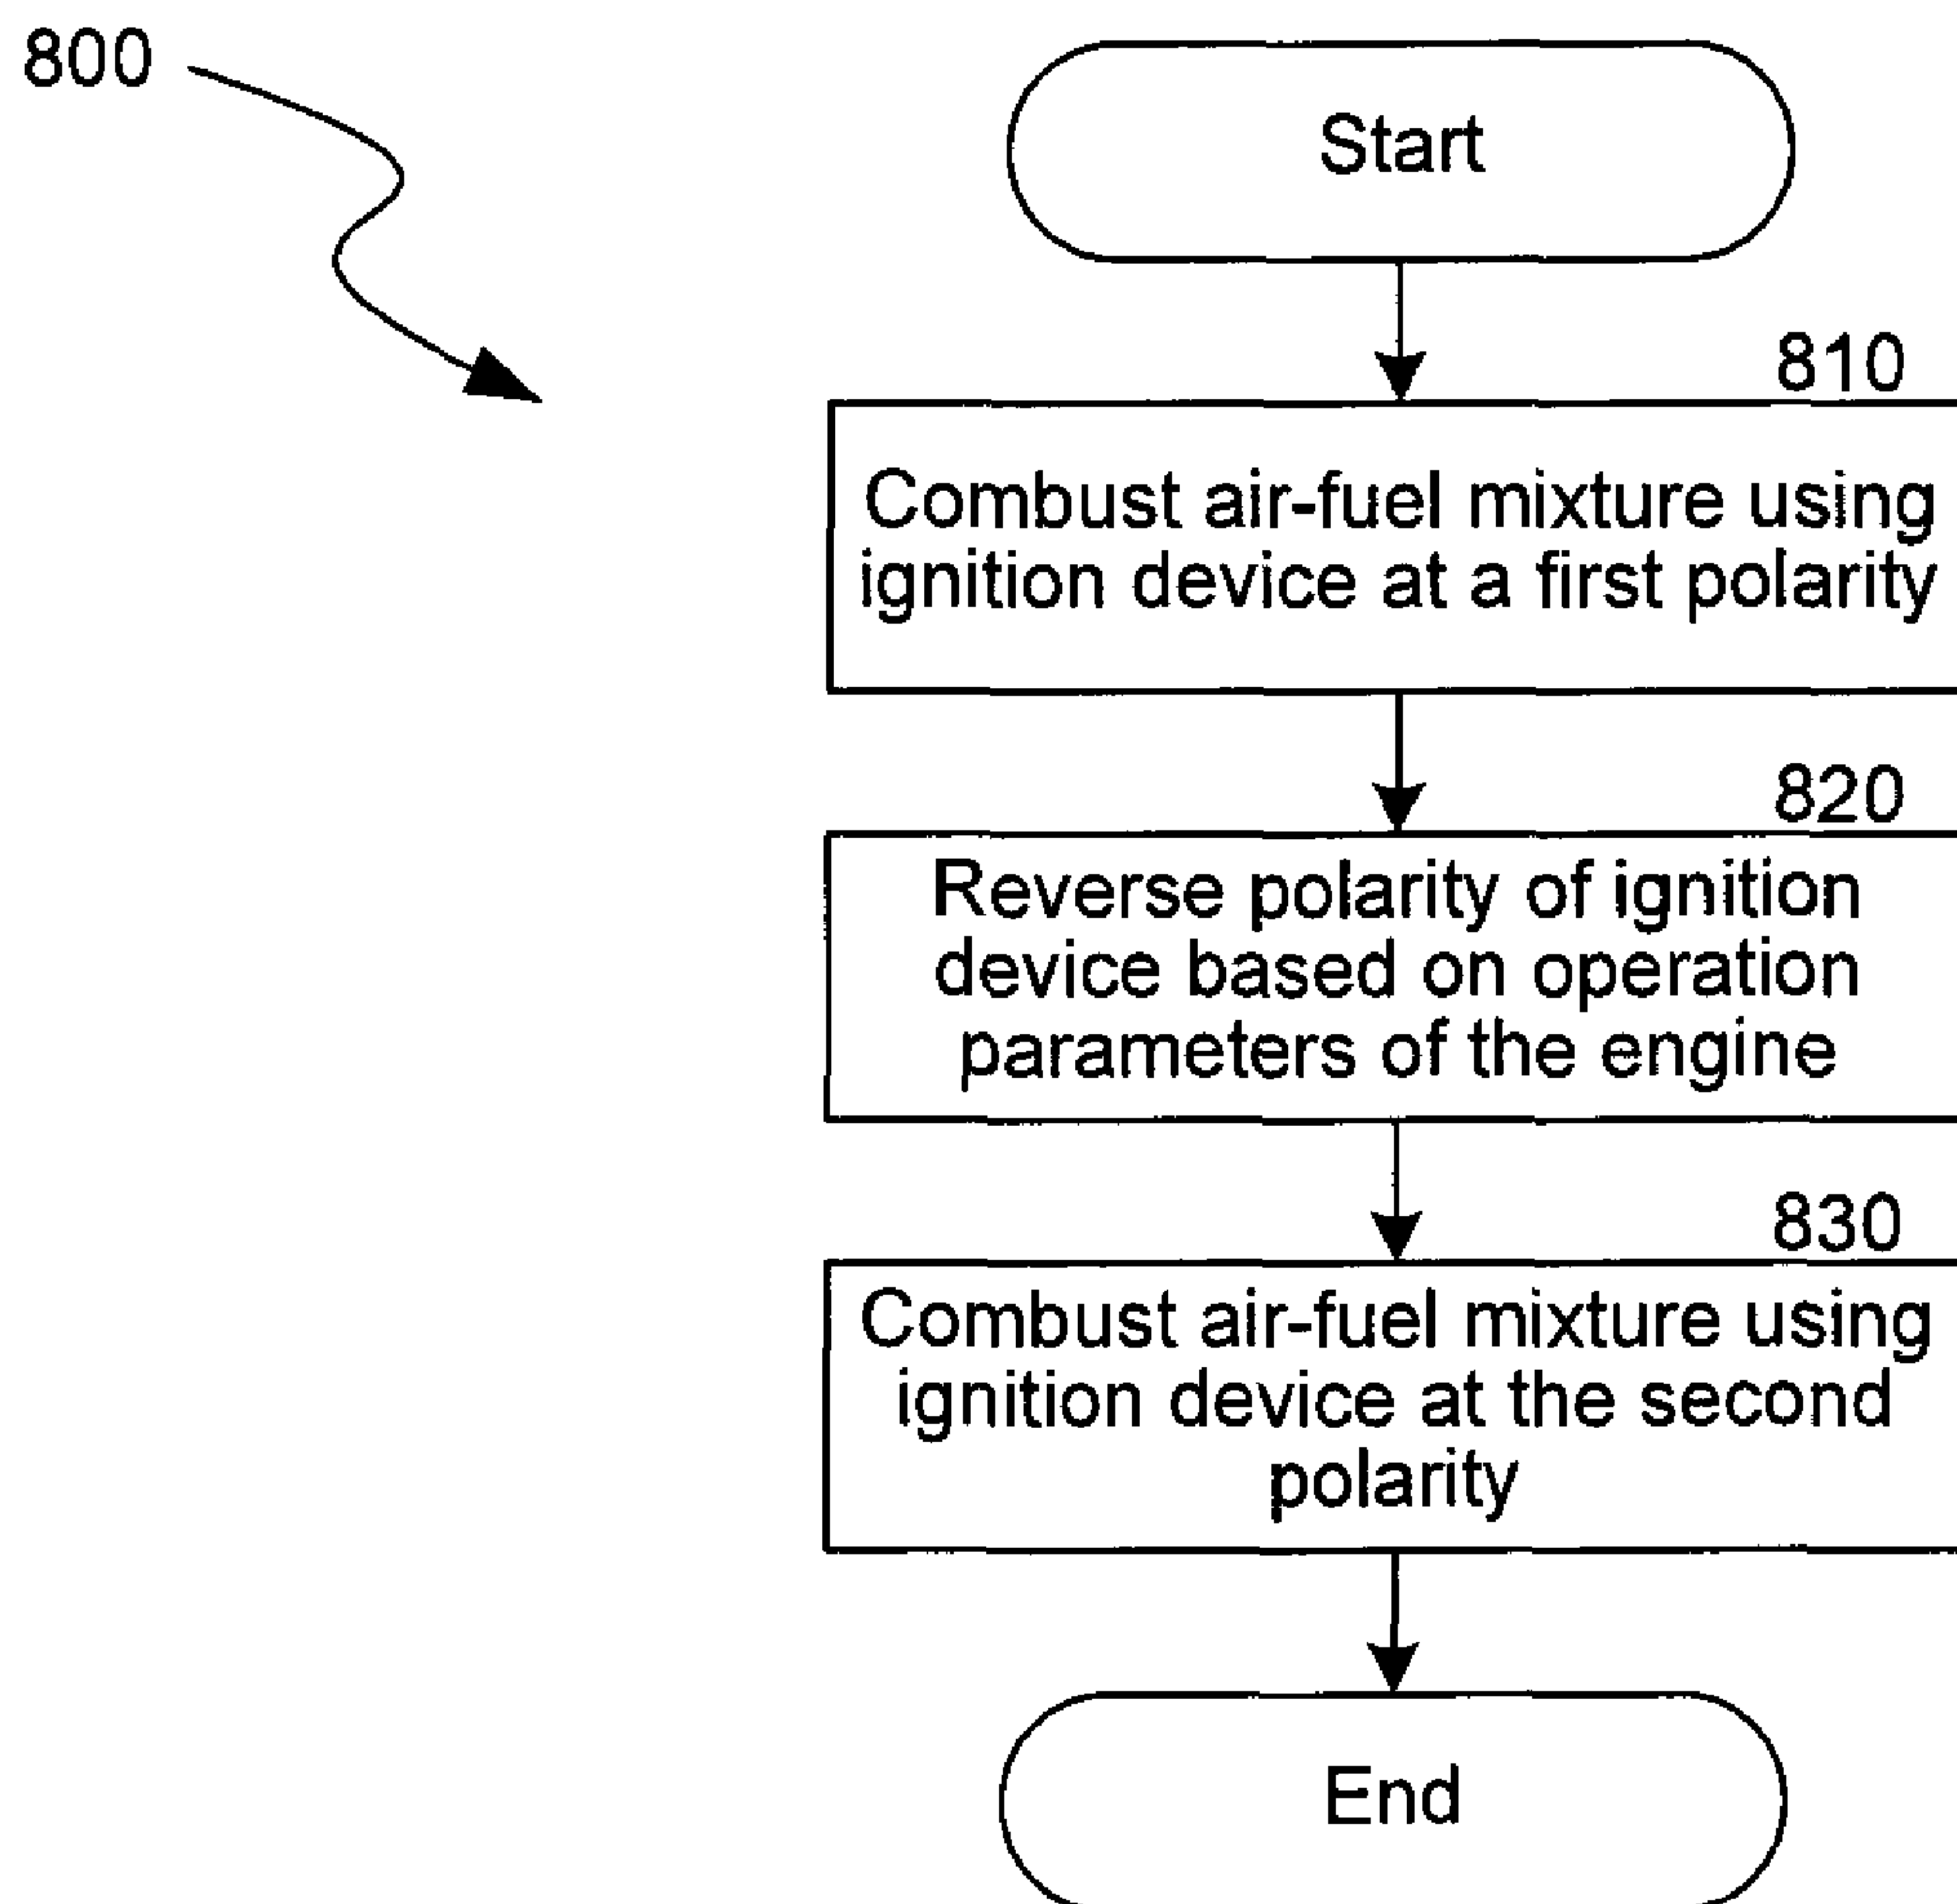 800
Start
810
Combust air-fuel mixture using
ignition device at a first polarity
820
Reverse polarity of ignition
device based on operation
parameters of the engine
830
Combust air-fuel mixture using
ignition device at the second
polarity
End